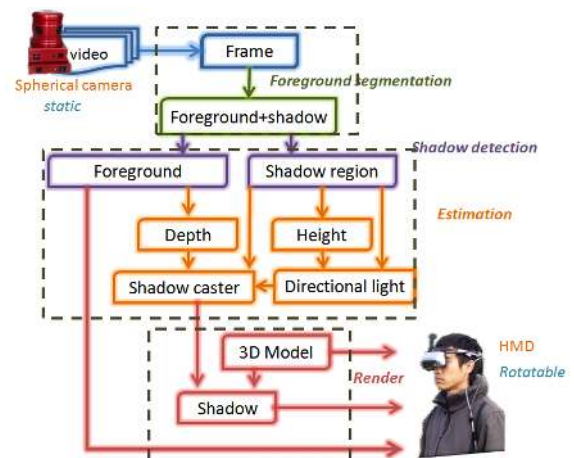 video
Frame
Spherical camera
static
Foreground segmentation
Foreground+shadow
Shadow detection
Foreground
Shadow region
Estimation
Depth
Height
Shadow caster
Directional light
3D Model
HMD
Render
Rotatable
Shadow